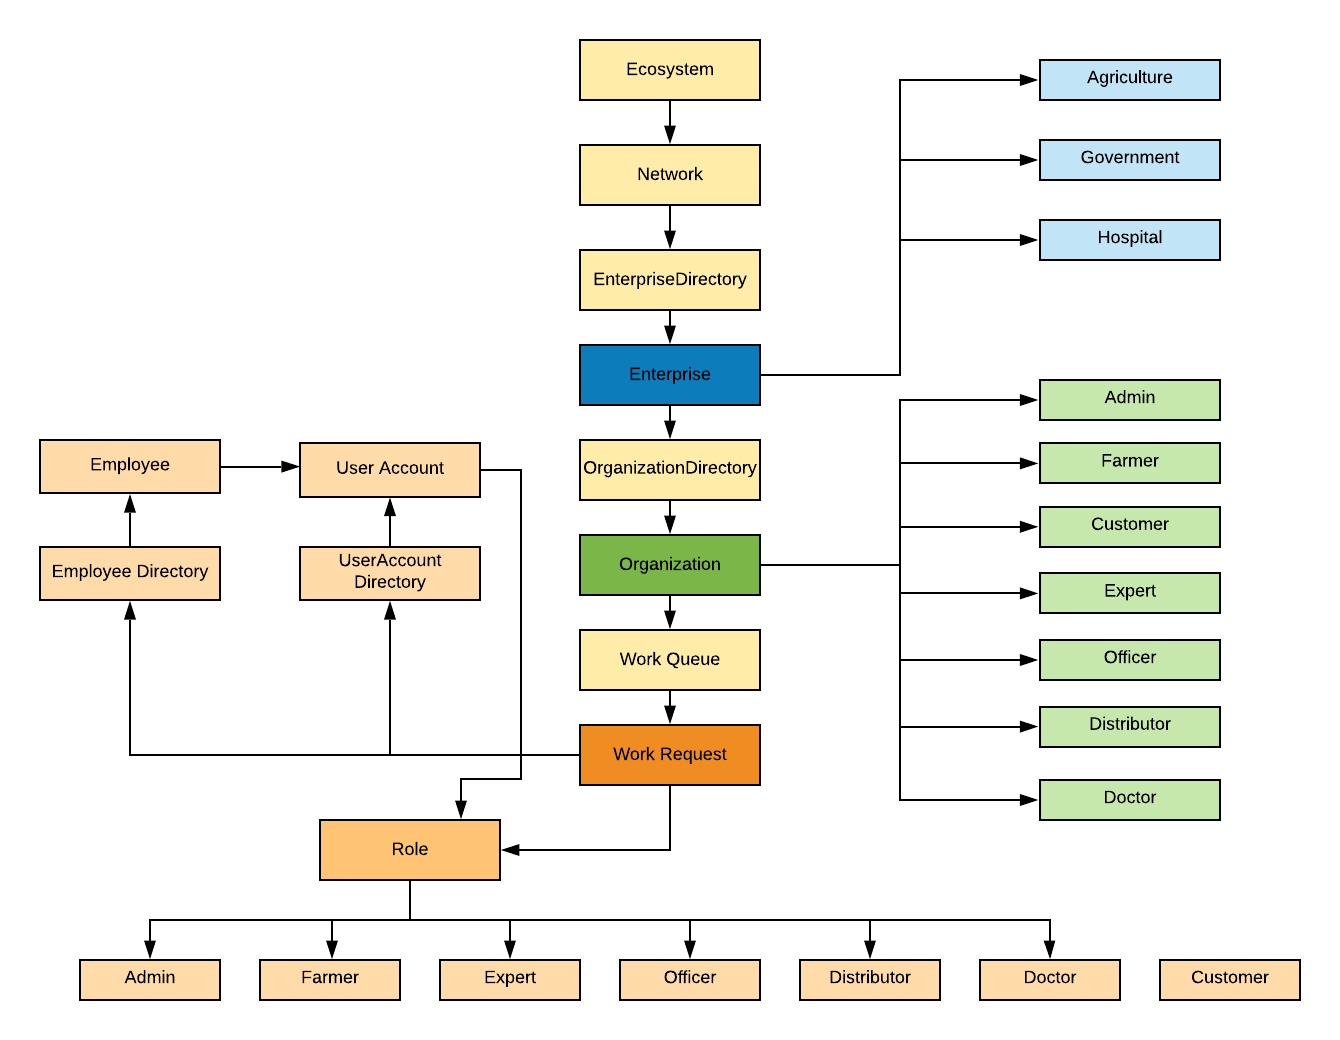 Ecosystem
Agriculture
Network
Government
Hospital
EnterpriseDirectory
Enterprise
Admin
Employee
User Account
OrganizationDirectory
Farmer
Customer
Employee Directory
UserAccount
Directory
Organization
Expert
Work Queue
Officer
Distributor
Work Request
Doctor
Role
Admin
Farmer
Expert
Officer
Distributor
Doctor
Customer